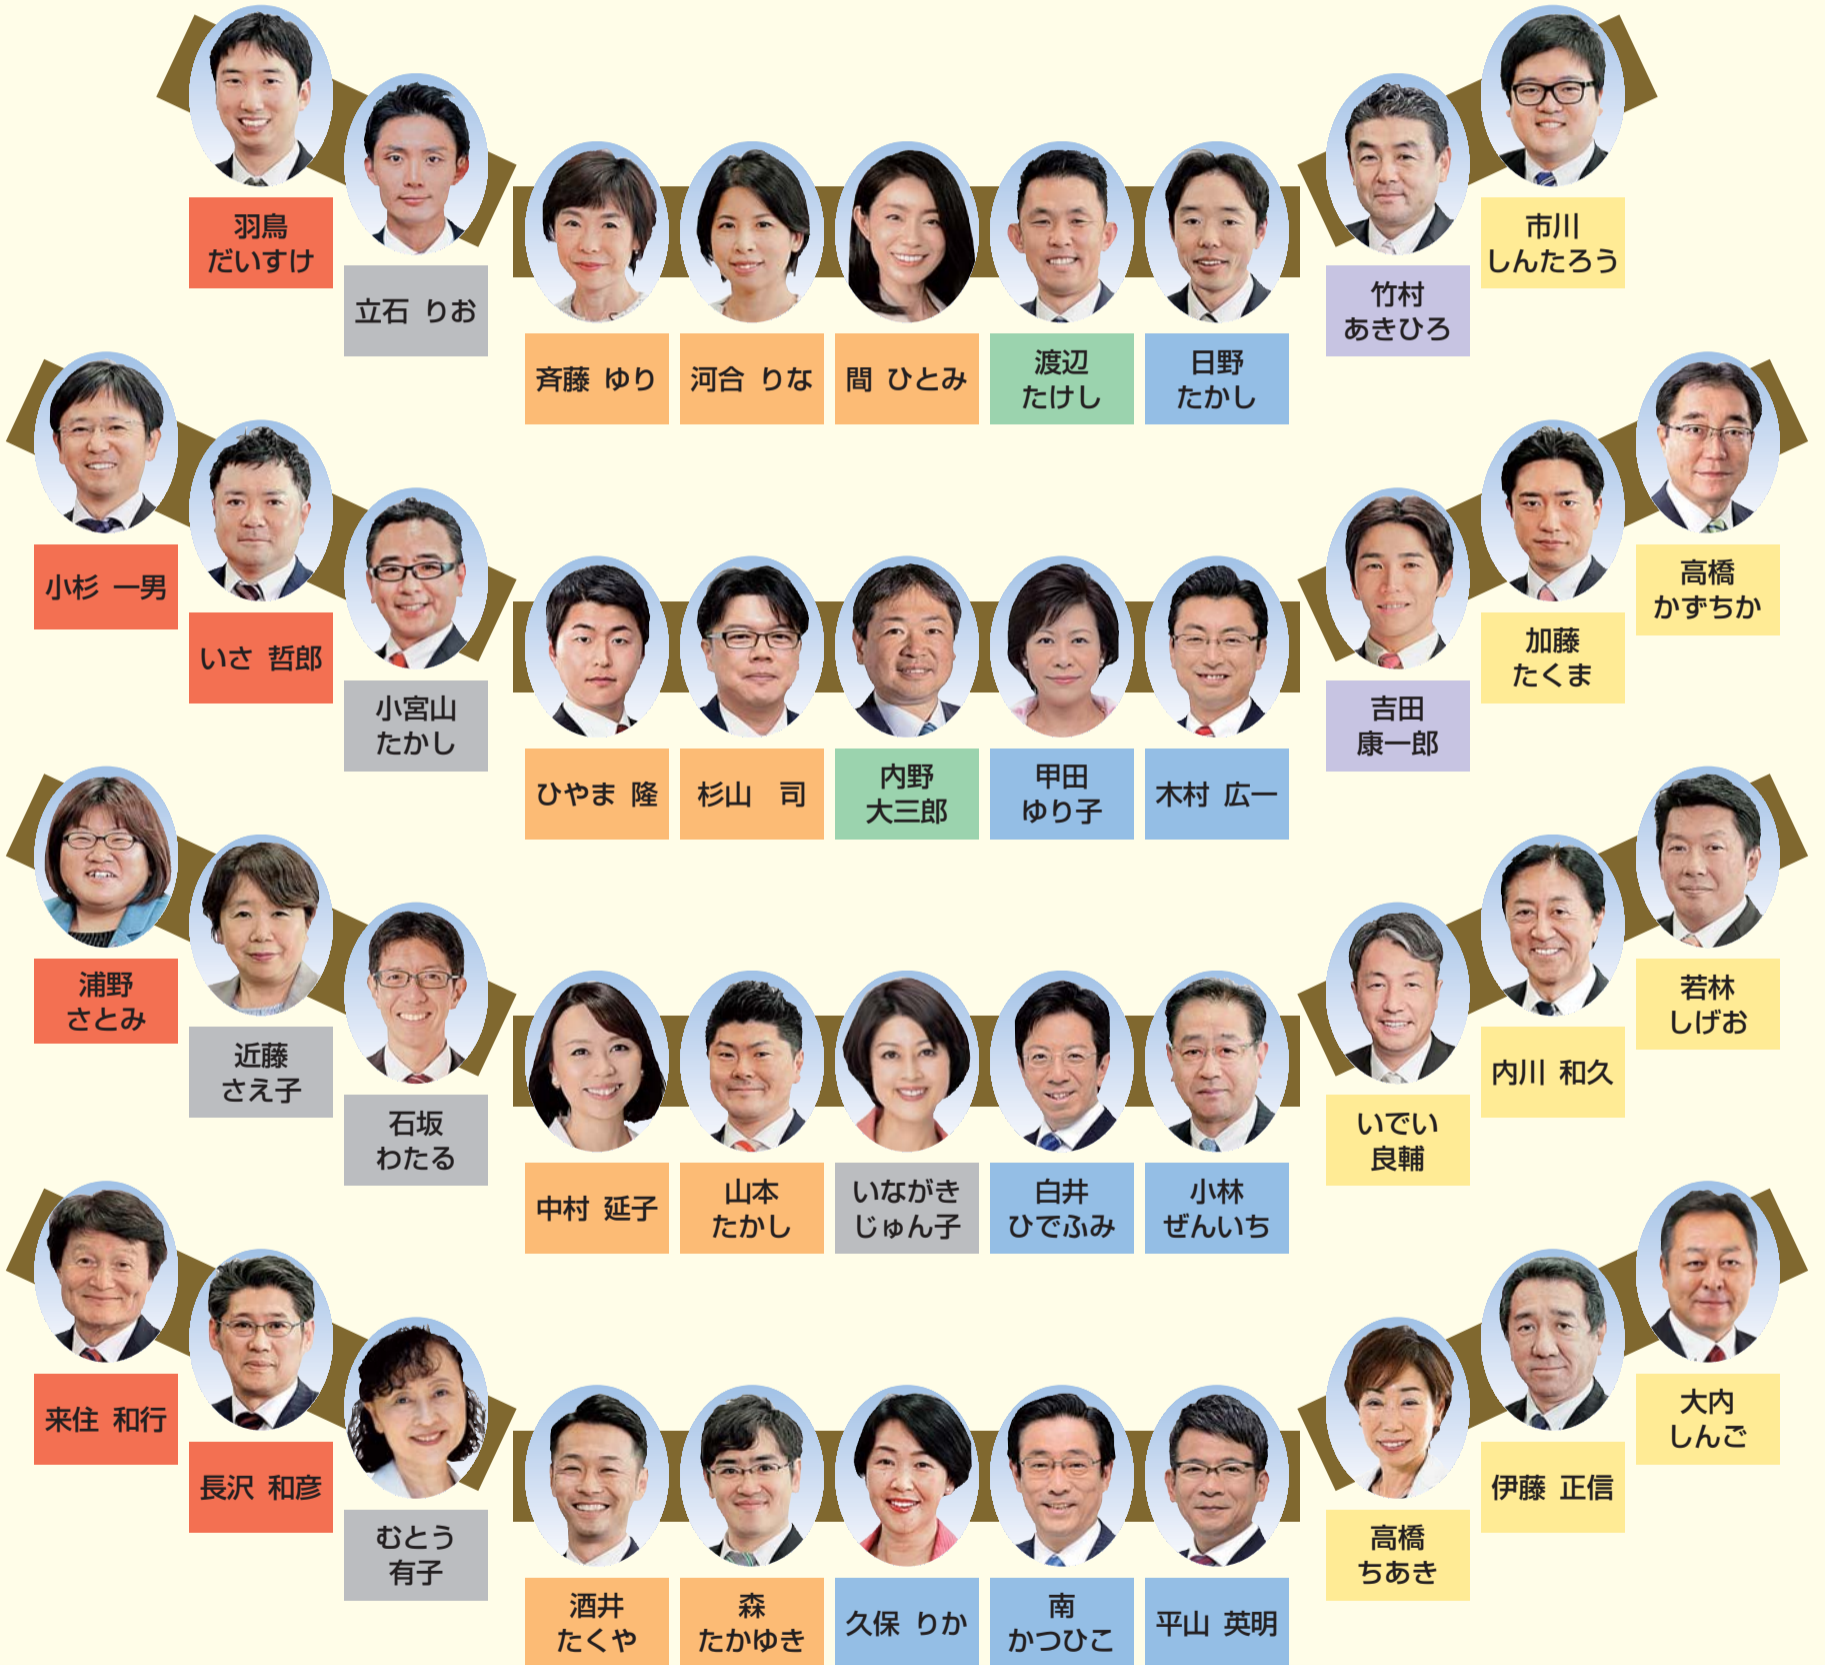 羽鳥
だいすけ
立石 りお
斉藤 ゆり
河合 りな
間 ひとみ
渡辺
たけし
日野
たかし
竹村
あきひろ
市川
しんたろう
小杉 一男
いさ 哲郎
小宮山
たかし
ひやま 隆
杉山 司
内野
大三郎
甲田
ゆり子
木村 広一
吉田
康一郎
加藤
たくま
高橋
かずちか
浦野
さとみ
近藤
さえ子
石坂
わたる
中村 延子
山本
たかし
いながき
じゅん子
白井
ひでふみ
小林
ぜんいち
いでい
良輔
内川 和久
若林
しげお
来住 和行
長沢 和彦
むとう
有子
酒井
たくや
森
たかゆき
久保 りか
南
かつひこ
平山 英明
高橋
ちあき
伊藤 正信
大内
しんご